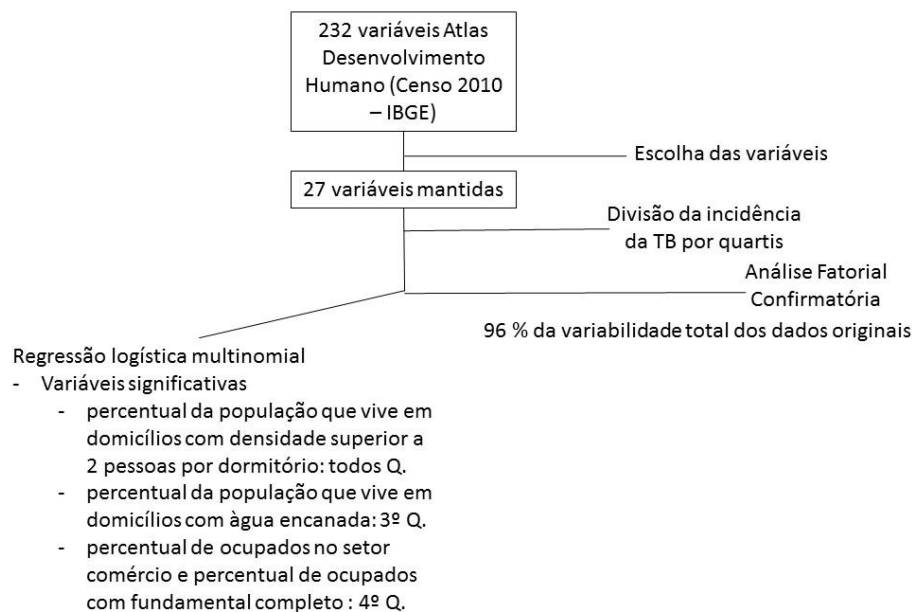 232 variáveis Atlas
Desenvolvimento
Humano (Censo 2010
– IBGE)
Escolha das variáveis
27 variáveis mantidas
Divisão da incidência
da TB por quartis
Análise Fatorial
Confirmatória
96 % da variabilidade total dos dados originais
Regressão logística multinomial
- Variáveis significativas
- percentual da população que vive em
domicílios com densidade superior a
2 pessoas por dormitório: todos Q.
- percentual da população que vive em
domicílios com àgua encanada: 3º Q.
- percentual de ocupados no setor
comércio e percentual de ocupados
com fundamental completo : 4º Q.